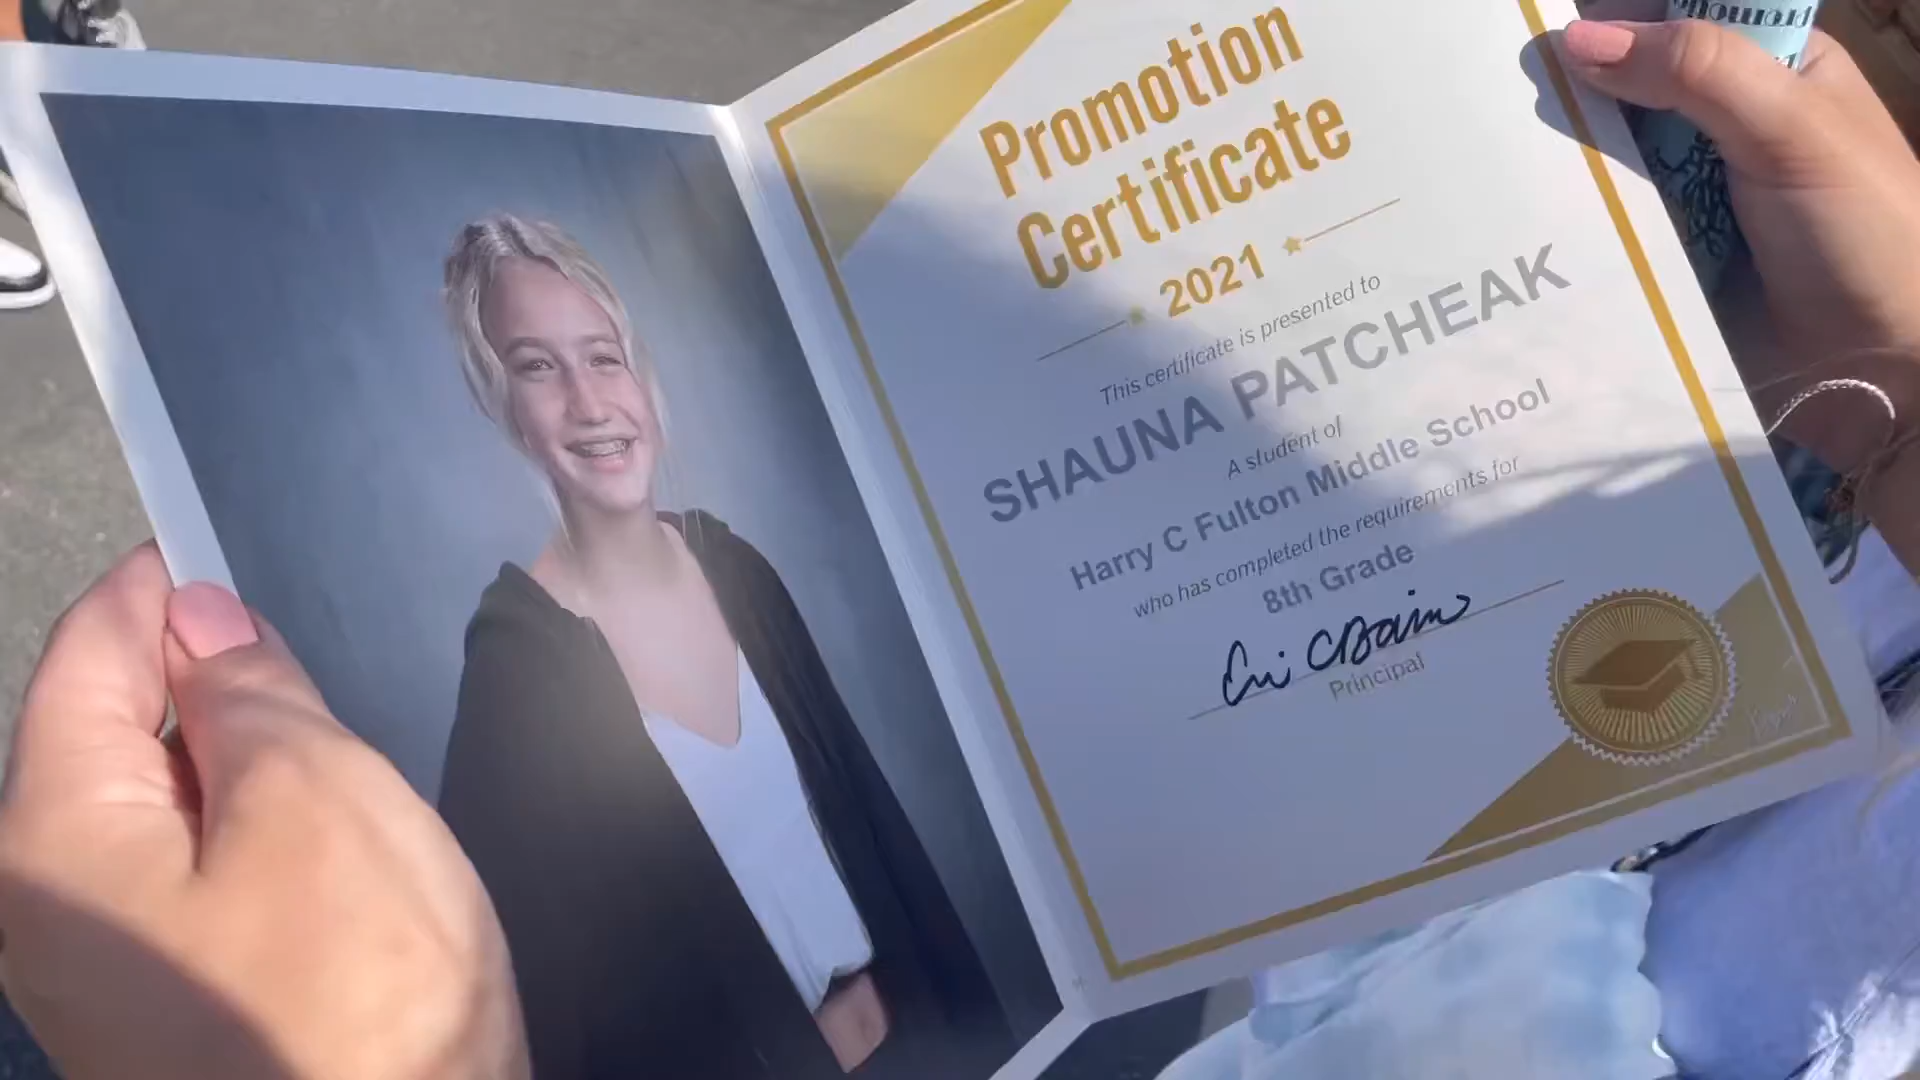 Promotion
Certificate
2021
This certificate is presented to
SHAUNA PATCHEAK
A student of
Harry C Fulton Middle School
who has completed the requirements for
8th Grade
Principal